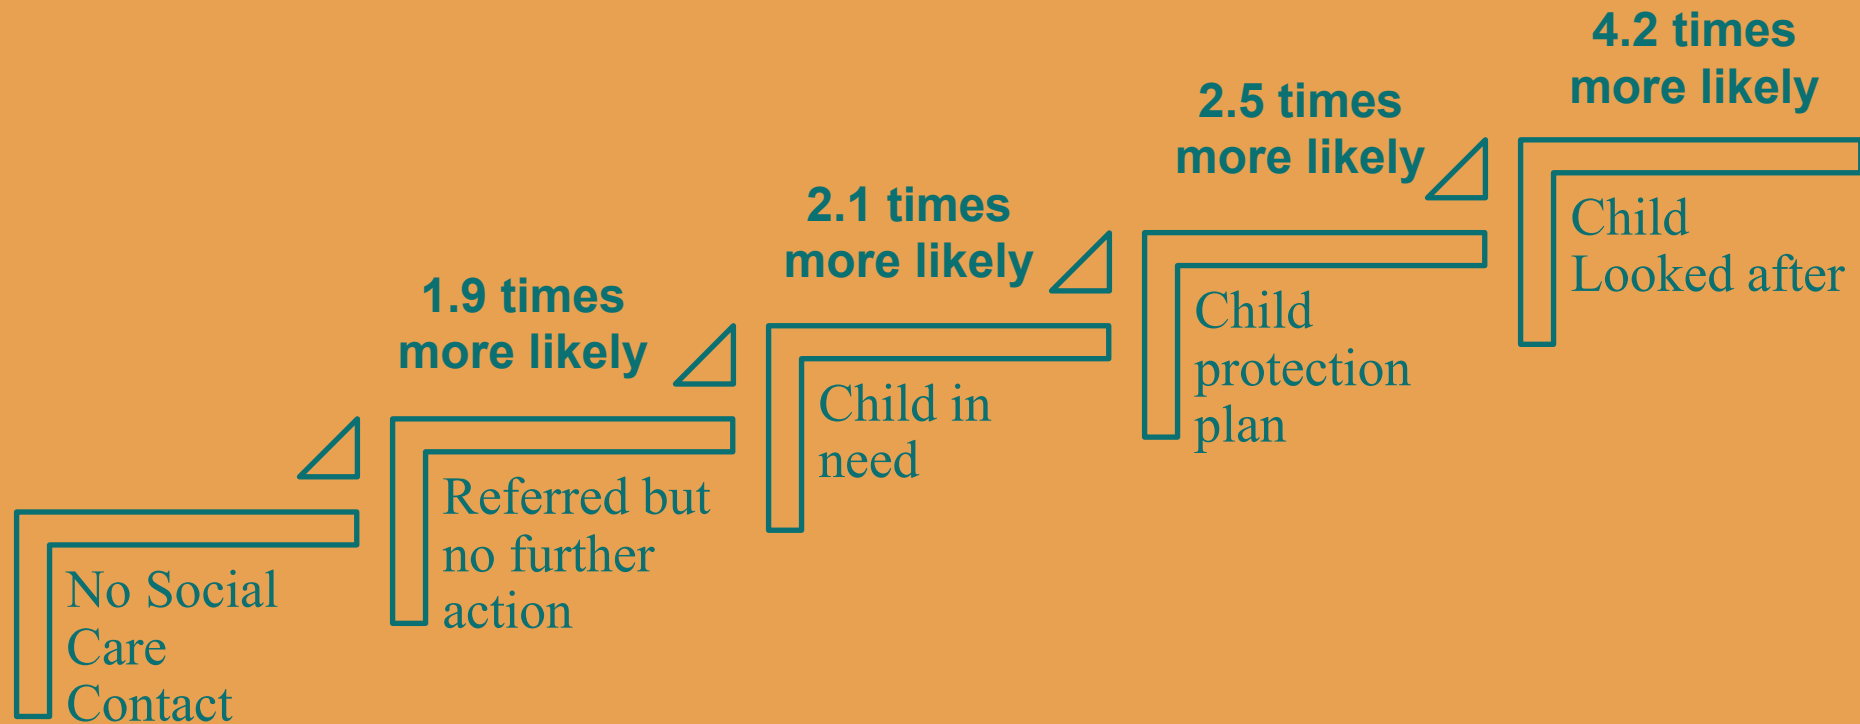 4.2 times
more likely
2.5 times
more likely
2.1 times
more likely
1.9 times
more likely
Child
Looked after
Child
protection
plan
Child in
need
Referred but
no further
action
No Social
Care
Contact